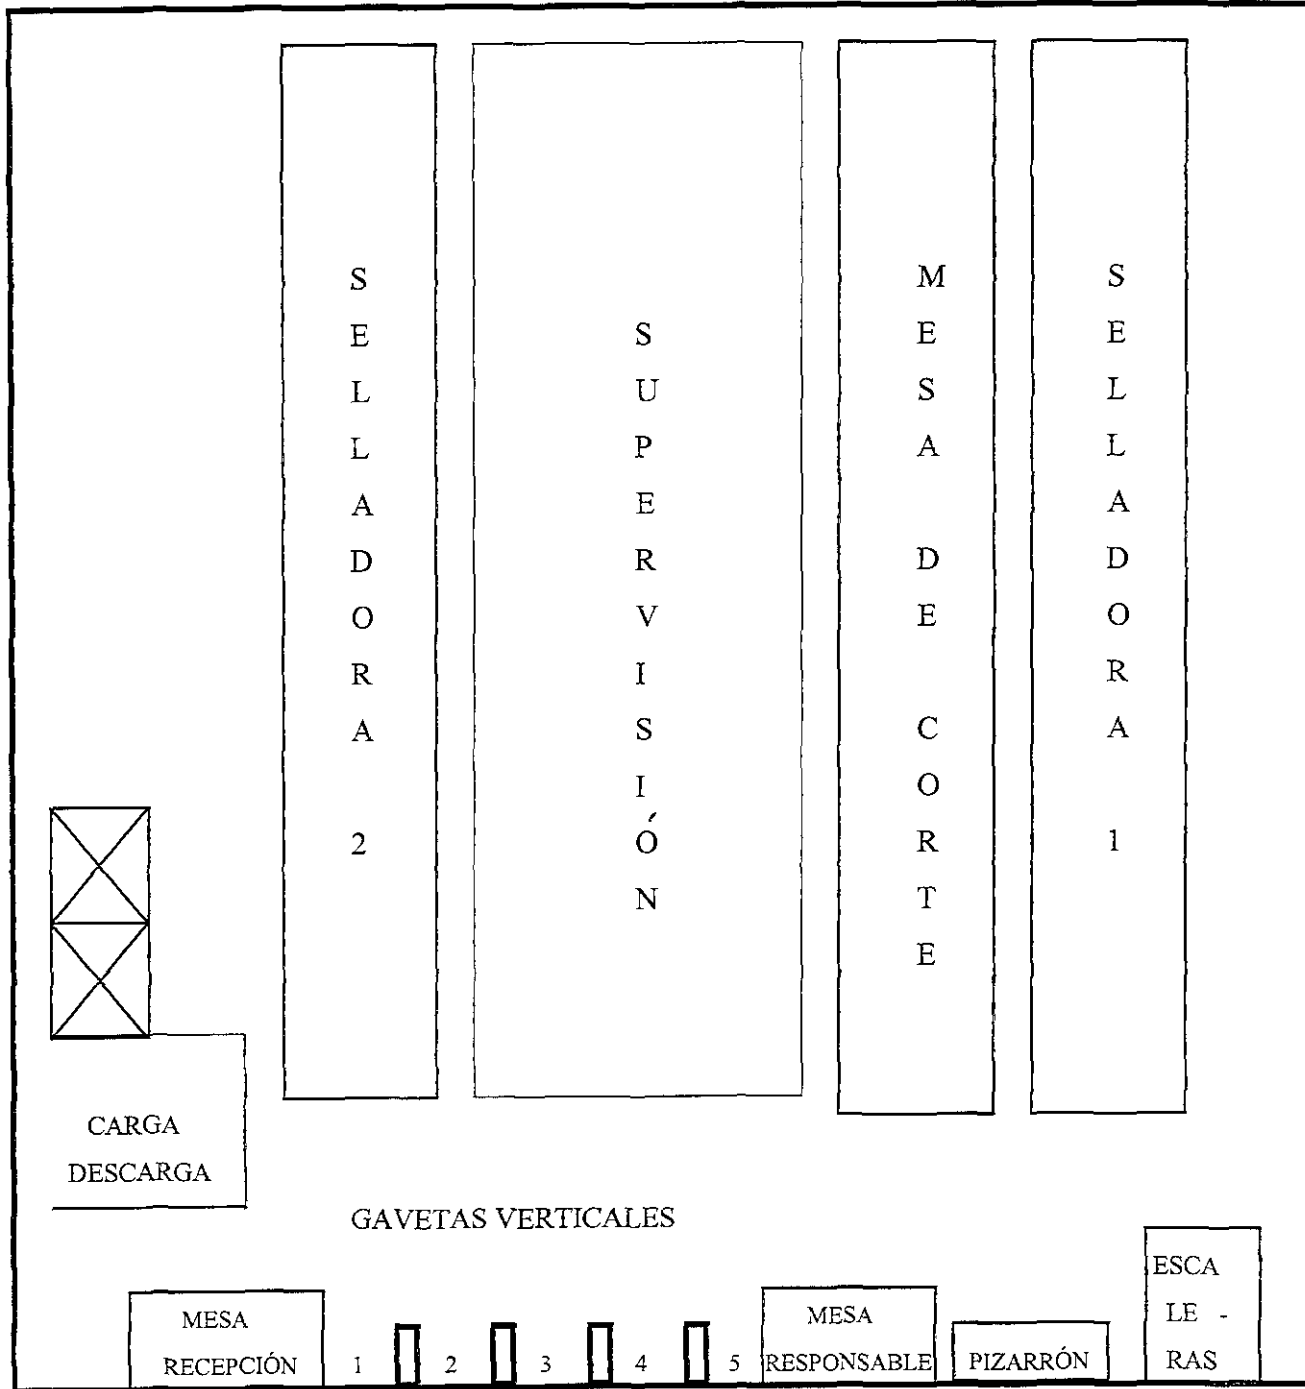 SELLADORA 2
SUPERVISIÓN
MESA DE CORTE
SELLADORA 1
CARGA
DESCARGA
GAVETAS VERTICALES
MESA
RECEPCIÓN
1
2
3
4
5
MESA
RESPONSABLE
PIZARRÓN
ESCA
LE -
RAS